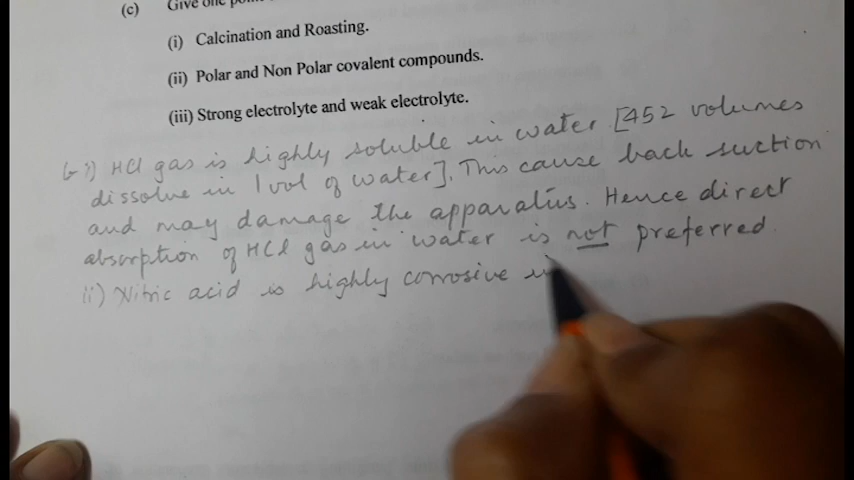 (c) Give one point
(i) Calcination and Roasting.
(ii) Polar and Non Polar covalent compounds.
(iii) Strong electrolyte and weak electrolyte.
b i) HCl gas is highly soluble in water [452 volumes
dissolve in 1 vol of water]. This cause back suction
and may damage the apparatus. Hence direct
absorption of HCl gas in water is not preferred.
ii) Nitric acid is highly corrosive